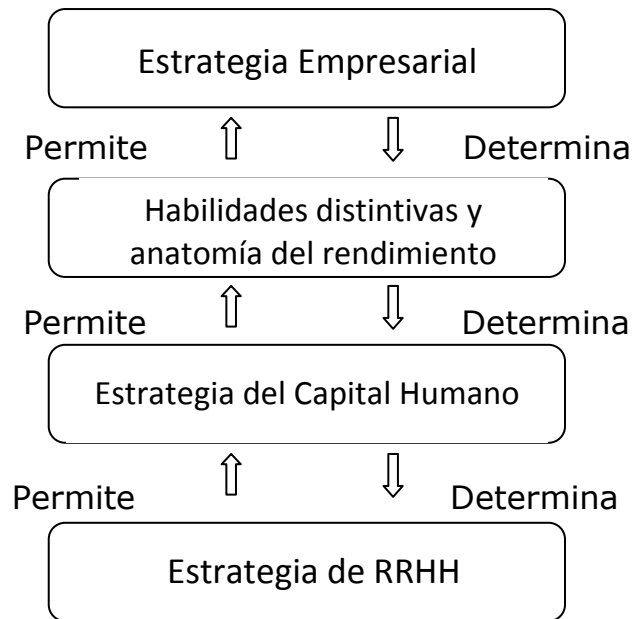 Estrategia Empresarial
Permite
Determina
Habilidades distintivas y
anatomía del rendimiento
Permite
Determina
Estrategia del Capital Humano
Permite
Determina
Estrategia de RRHH